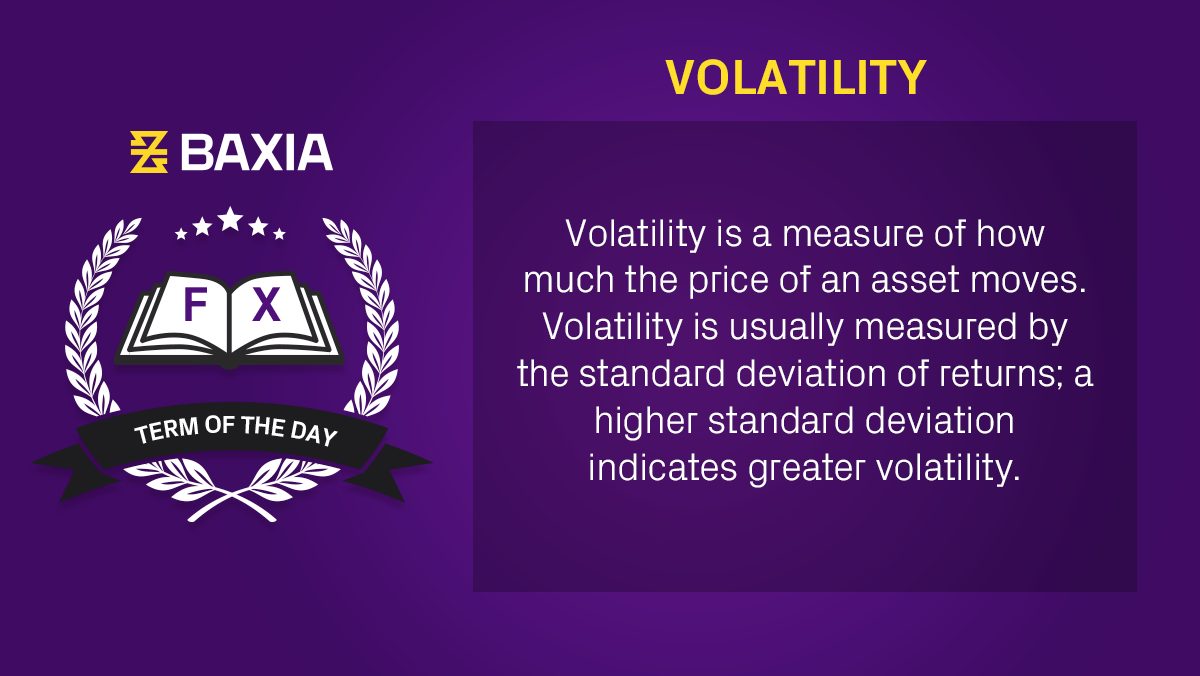 BAXIA
F X
TERM OF THE DAY
VOLATILITY
Volatility is a measure of how
much the price of an asset moves.
Volatility is usually measured by
the standard deviation of returns; a
higher standard deviation
indicates greater volatility.